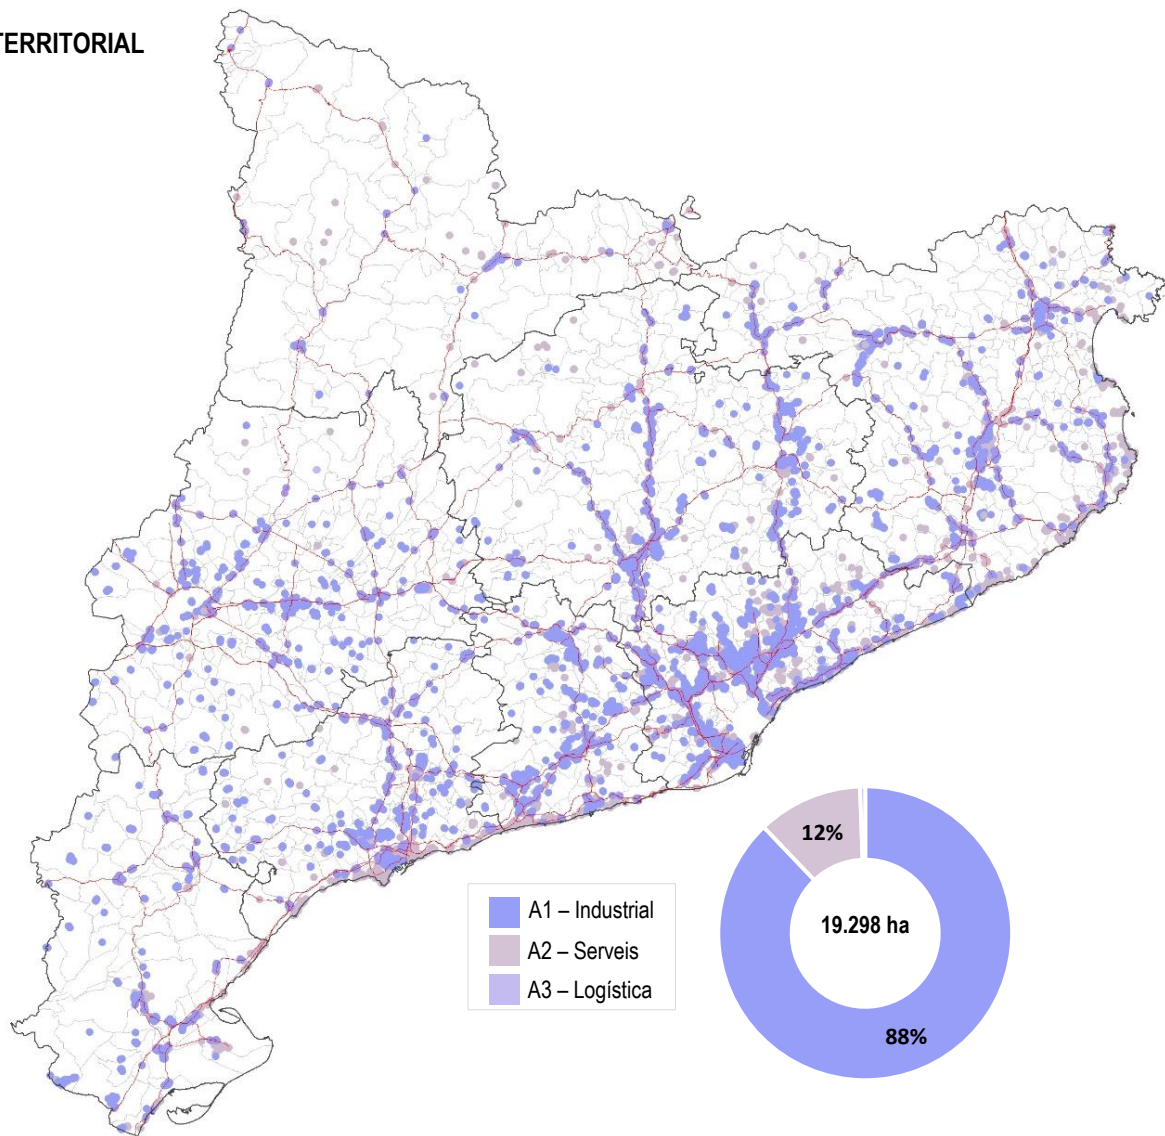 TERRITORIAL
12%
19.298 ha
88%
A1 – Industrial
A2 – Serveis
A3 – Logística